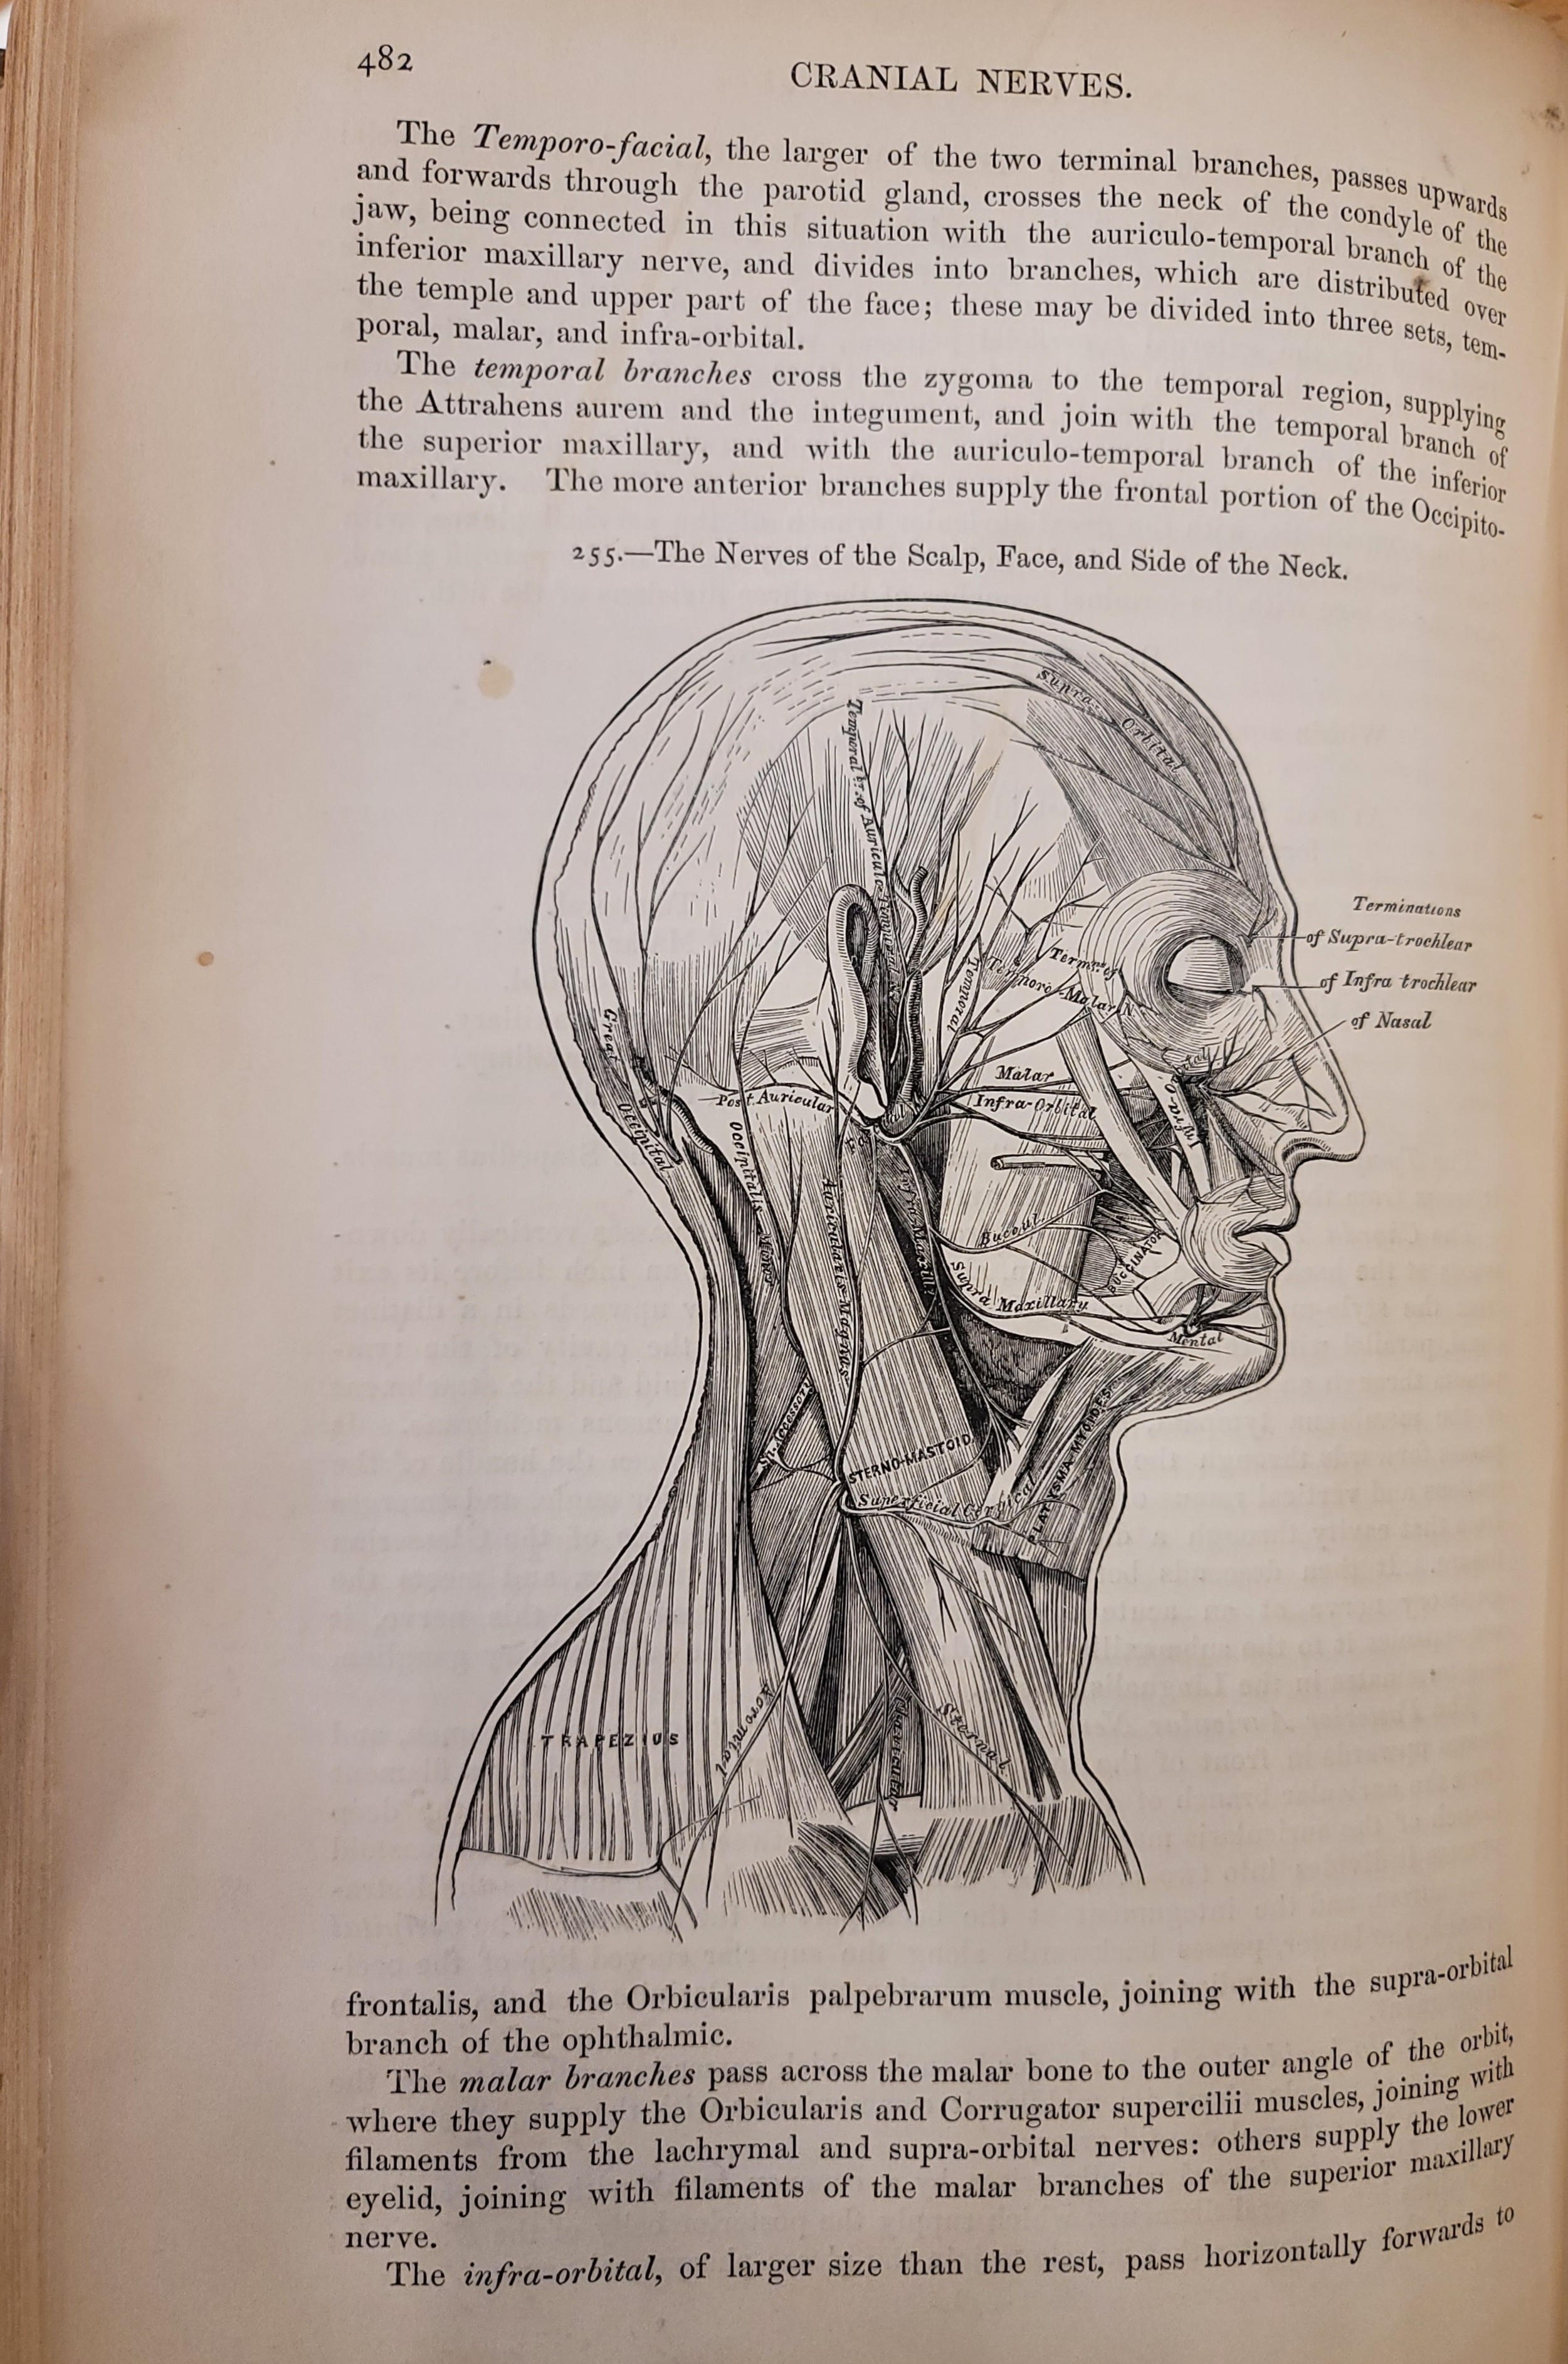 482
CRANIAL NERVES.
The Temporo-facial, the larger of the two terminal branches, passes upwards
and forwards through the parotid gland, crosses the neck of the condyle of the
jaw, being connected in this situation with the auriculo-temporal branch of the
inferior maxillary nerve, and divides into branches, which are distributed over
the temple and upper part of the face; these may be divided into three sets, tem-
poral, malar, and infra-orbital.
The temporal branches cross the zygoma to the temporal region, supplying
the Attrahens aurem and the integument, and join with the temporal branch of
the superior maxillary, and with the auriculo-temporal branch of the inferior
maxillary. The more anterior branches supply the frontal portion of the Occipito-
255.—The Nerves of the Scalp, Face, and Side of the Neck.
Supra-Orbital
Temporal br. of Auriculo-Temporal N.
Terminations
of Supra-trochlear
of Infra trochlear
of Nasal
Temporal
Termns. of
Temporo-Malar N.
Great
Occipital
Malar
Infra-Orbital
Infra-Orbital
Post Auricular
Occipitalis Minor
Auricularis Magnus
Infra-Maxillr.
Buccal
BUCCINATOR
Supra Maxillary
Mental
Sp. Accessory
STERNO-MASTOID
Superficial Cervical
PLATYSMA-MYOIDES
TRAPEZIUS
Acromial
Clavicular
Sternal
frontalis, and the Orbicularis palpebrarum muscle, joining with the supra-orbital
branch of the ophthalmic.
The malar branches pass across the malar bone to the outer angle of the orbit,
where they supply the Orbicularis and Corrugator supercilii muscles, joining with
filaments from the lachrymal and supra-orbital nerves: others supply the lower
eyelid, joining with filaments of the malar branches of the superior maxillary
nerve.
The infra-orbital, of larger size than the rest, pass horizontally forwards to